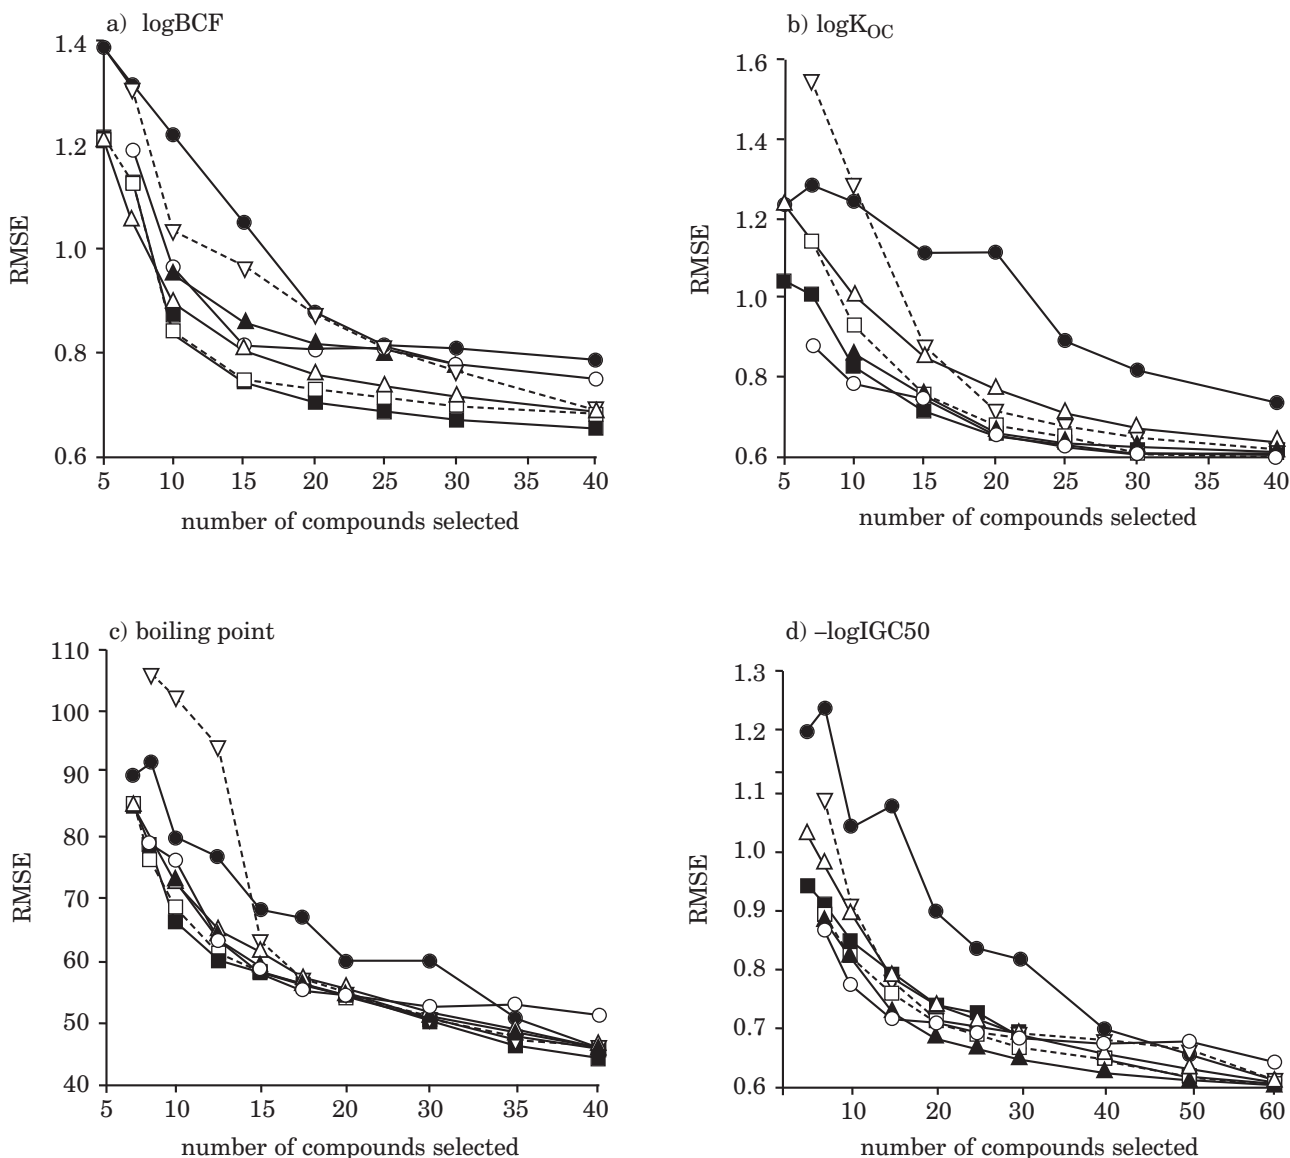 a) logBCF
1.4
1.2
1.0
0.8
0.6
RMSE
5 10 15 20 25 30 35 40
number of compounds selected
b) logK_OC
1.6
1.4
1.2
1.0
0.8
0.6
RMSE
5 10 15 20 25 30 35 40
number of compounds selected
c) boiling point
110
100
90
80
70
60
50
40
RMSE
5 10 15 20 30 35 40
number of compounds selected
d) –logIGC50
1.3
1.2
1.1
1.0
0.9
0.8
0.7
0.6
RMSE
10 20 30 40 50 60
number of compounds selected